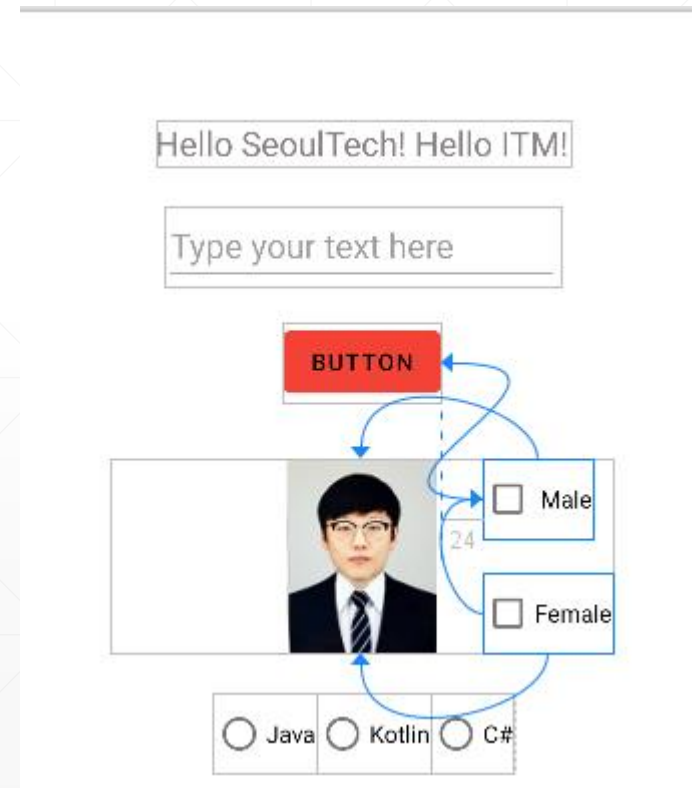 Hello SeoulTech! Hello ITM!
Type your text here
BUTTON
Male
24
Female
Java Kotlin C#